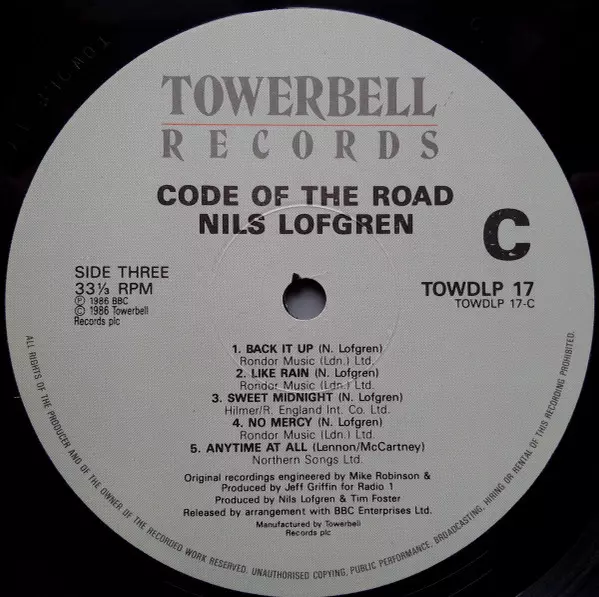 TOWERBELL
RECORDS
CODE OF THE ROAD
NILS LOFGREN
C
SIDE THREE
33⅓ RPM
Ⓟ 1986 BBC
© 1986 Towerbell
Records plc
TOWDLP 17
TOWDLP 17-C
1. BACK IT UP (N. Lofgren)
Rondor Music (Ldn.) Ltd.
2. LIKE RAIN (N. Lofgren)
Rondor Music (Ldn.) Ltd.
3. SWEET MIDNIGHT (N. Lofgren)
Hilmer/R. England Int. Co. Ltd.
4. NO MERCY (N. Lofgren)
Rondor Music (Ldn.) Ltd.
5. ANYTIME AT ALL (Lennon/McCartney)
Northern Songs Ltd.
Original recordings engineered by Mike Robinson &
Produced by Jeff Griffin for Radio 1
Produced by Nils Lofgren & Tim Foster
Released by arrangement with BBC Enterprises Ltd.
Manufactured by Towerbell
Records plc
ALL RIGHTS OF THE PRODUCER AND OF THE OWNER OF THE RECORDED WORK RESERVED. UNAUTHORISED COPYING, PUBLIC PERFORMANCE, BROADCASTING, HIRING OR RENTAL OF THIS RECORDING PROHIBITED.